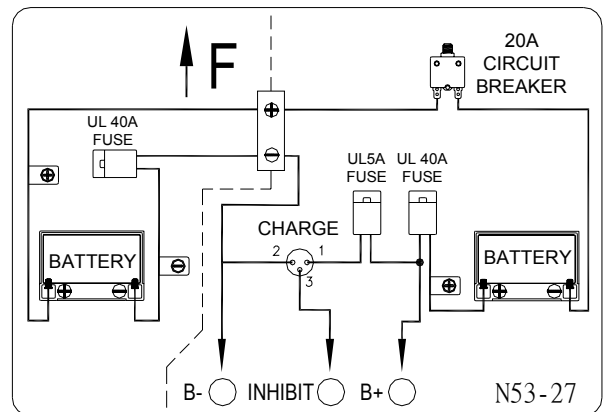 F
20A
CIRCUIT
BREAKER
UL 40A
FUSE
UL5A
FUSE
UL 40A
FUSE
CHARGE
2
1
3
BATTERY
BATTERY
B-
INHIBIT
B+
N53-27